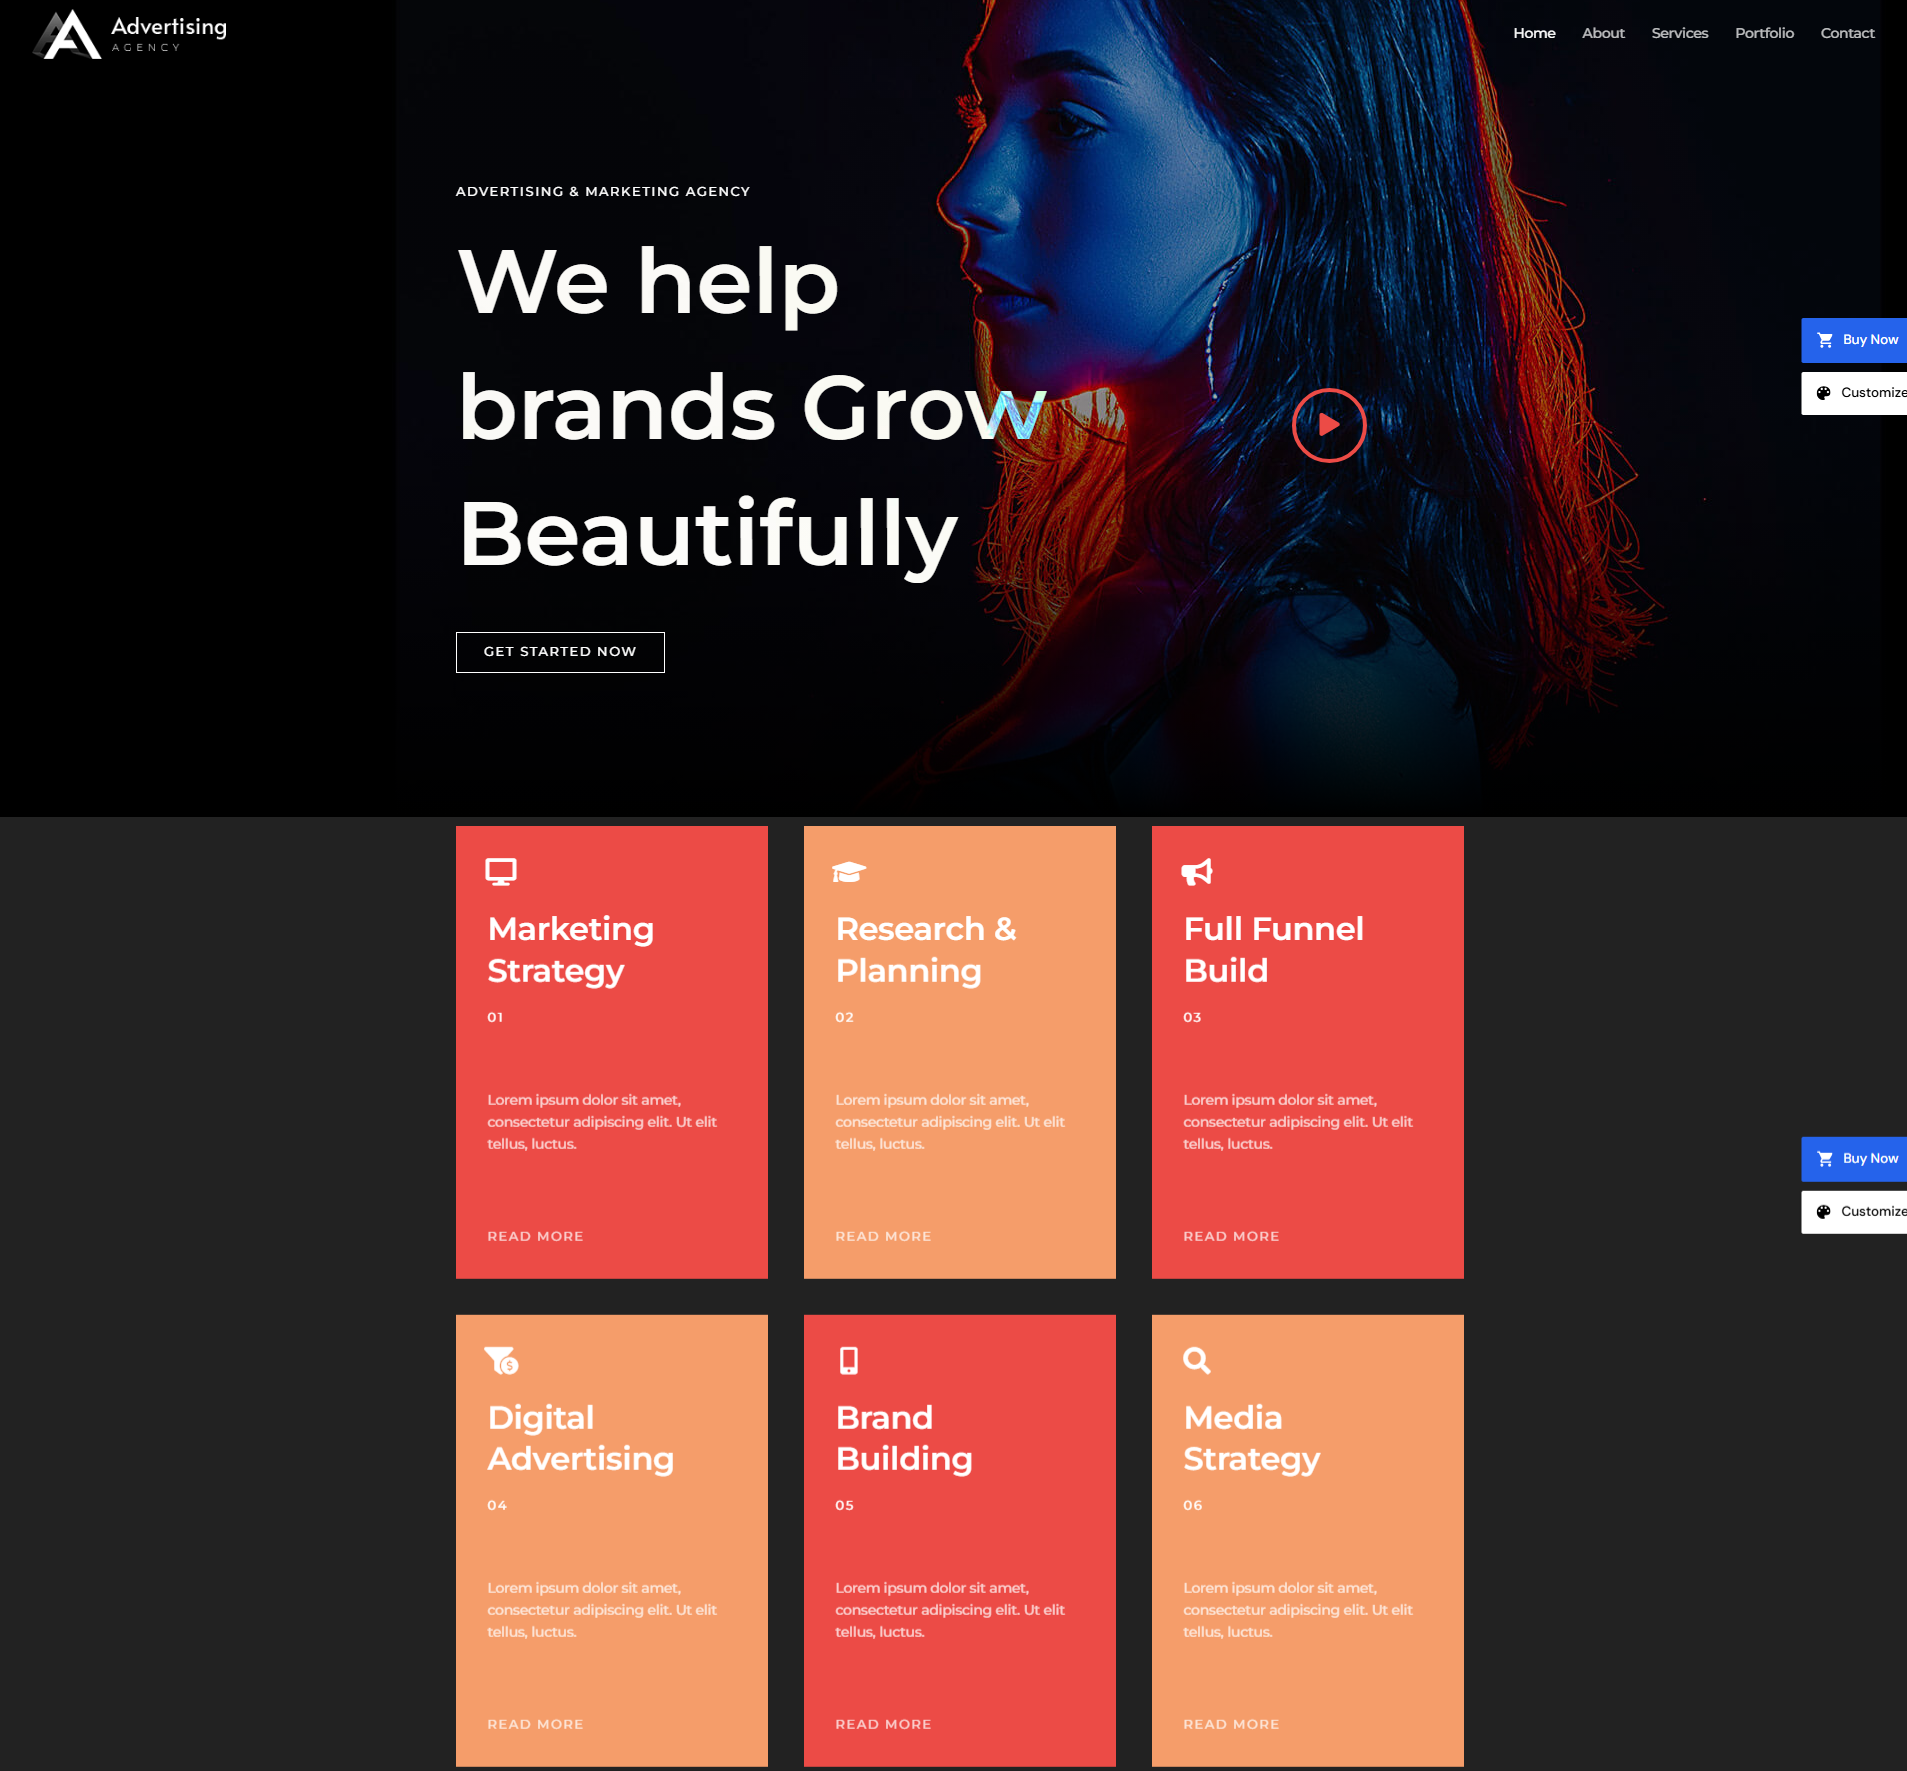 Advertising
AGENCY
Home
About
Services
Portfolio
Contact
ADVERTISING & MARKETING AGENCY
We help
brands Grow
Beautifully
GET STARTED NOW
Buy Now
Customize
Marketing
Strategy
01
Lorem ipsum dolor sit amet,
consectetur adipiscing elit. Ut elit
tellus, luctus.
READ MORE
Research &
Planning
02
Lorem ipsum dolor sit amet,
consectetur adipiscing elit. Ut elit
tellus, luctus.
READ MORE
Full Funnel
Build
03
Lorem ipsum dolor sit amet,
consectetur adipiscing elit. Ut elit
tellus, luctus.
READ MORE
Buy Now
Customize
Digital
Advertising
04
Lorem ipsum dolor sit amet,
consectetur adipiscing elit. Ut elit
tellus, luctus.
READ MORE
Brand
Building
05
Lorem ipsum dolor sit amet,
consectetur adipiscing elit. Ut elit
tellus, luctus.
READ MORE
Media
Strategy
06
Lorem ipsum dolor sit amet,
consectetur adipiscing elit. Ut elit
tellus, luctus.
READ MORE